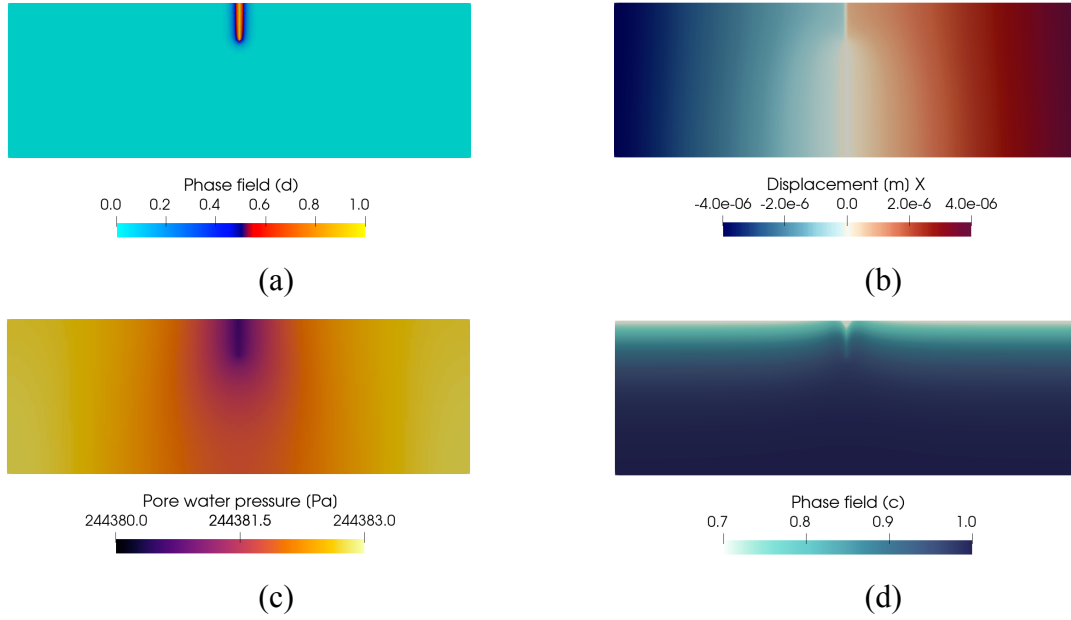 Phase field (d)
0.0 0.2 0.4 0.6 0.8 1.0
(a)
Displacement [m] X
-4.0e-06 -2.0e-6 0.0 2.0e-6 4.0e-06
(b)
Pore water pressure [Pa]
244380.0 244381.5 244383.0
(c)
Phase field (c)
0.7 0.8 0.9 1.0
(d)